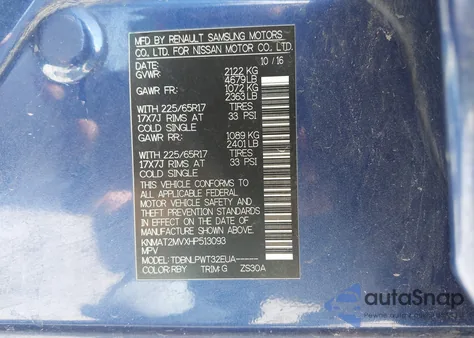 MFD BY RENAULT SAMSUNG MOTORS
CO. LTD. FOR NISSAN MOTOR CO. LTD.
DATE: 10/16
GVWR: 2122 KG
4679 LB
GAWR FR: 1072 KG
2363 LB
WITH 225/65R17 TIRES
17X7J RIMS AT 33 PSI
COLD SINGLE
GAWR RR: 1089 KG
2401 LB
WITH 225/65R17 TIRES
17X7J RIMS AT 33 PSI
COLD SINGLE
THIS VEHICLE CONFORMS TO
ALL APPLICABLE FEDERAL
MOTOR VEHICLE SAFETY AND
THEFT PREVENTION STANDARDS
IN EFFECT ON THE DATE OF
MANUFACTURE SHOWN ABOVE.
KNMAT2MVXHP513093
MPV
MODEL: TDBNLPWT32EUA------
COLOR: RBY TRIM: G ZS30A
autoSnap